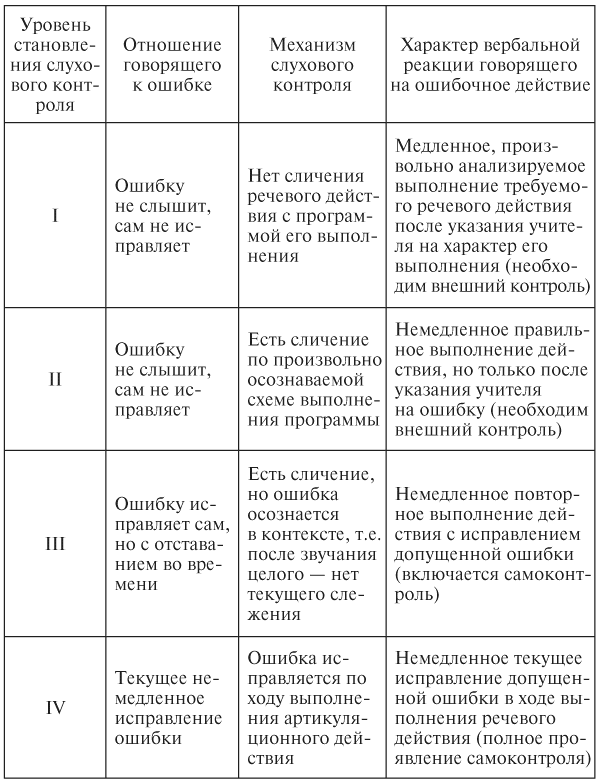 Уровень
становле-
ния слухо-
вого конт-
роля
Отношение
говорящего
к ошибке
Механизм
слухового
контроля
Характер вербальной
реакции говорящего
на ошибочное действие
I
Ошибку
не слышит,
сам не ис-
правляет
Нет сличения
речевого дейст-
вия с програм-
мой его выпол-
нения
Медленное, произ-
вольно анализируемое
выполнение требуемо-
го речевого действия
после указания учите-
ля на характер его
выполнения (необхо-
дим внешний контроль)
II
Ошибку
не слышит,
сам не ис-
правляет
Есть сличение
по произвольно
осознаваемой
схеме выполне-
ния программы
Немедленное правиль-
ное выполнение дей-
ствия, но только после
указания учителя
на ошибку (необходим
внешний контроль)
III
Ошибку ис-
правляет сам,
но с отстава-
нием во вре-
мени
Есть сличение,
но ошибка
осознается
в контексте, т.е.
после звучания
целого — нет
текущего сле-
жения
Немедленное повтор-
ное выполнение дей-
ствия с исправлением
допущенной ошибки
(включается самоконт-
роль)
IV
Текущее не-
медленное
исправление
ошибки
Ошибка ис-
правляется по
ходу выполне-
ния артикуля-
ционного дей-
ствия
Немедленное текущее
исправление допущен-
ной ошибки в ходе вы-
полнения речевого
действия (полное про-
явление самоконтроля)